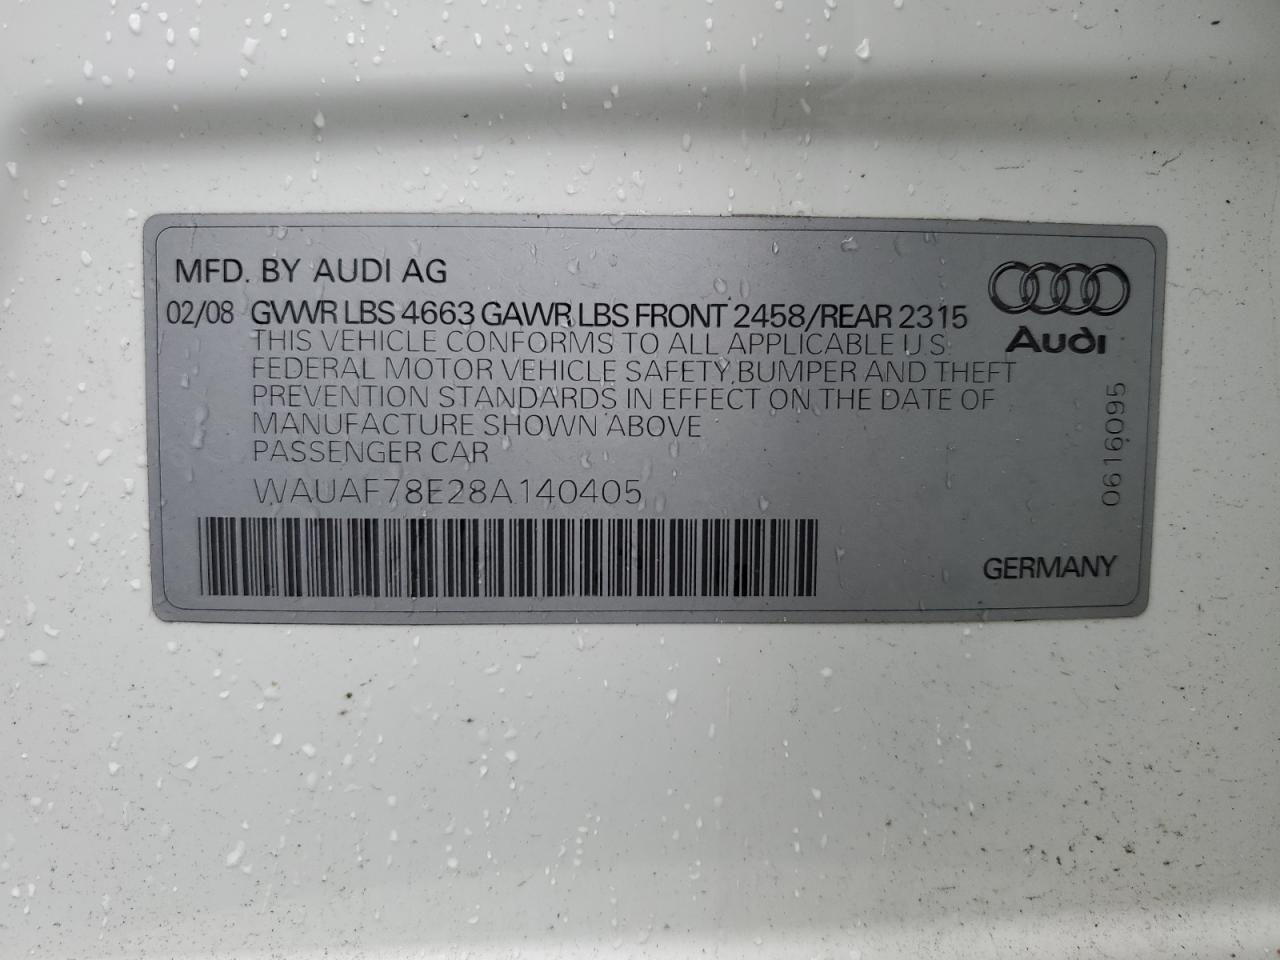 MFD. BY AUDI AG
02/08 GVWR LBS 4663 GAWR LBS FRONT 2458/REAR 2315
THIS VEHICLE CONFORMS TO ALL APPLICABLE U.S.
FEDERAL MOTOR VEHICLE SAFETY, BUMPER AND THEFT
PREVENTION STANDARDS IN EFFECT ON THE DATE OF
MANUFACTURE SHOWN ABOVE
PASSENGER CAR
WAUAF78E28A140405
Audi
0616095
GERMANY